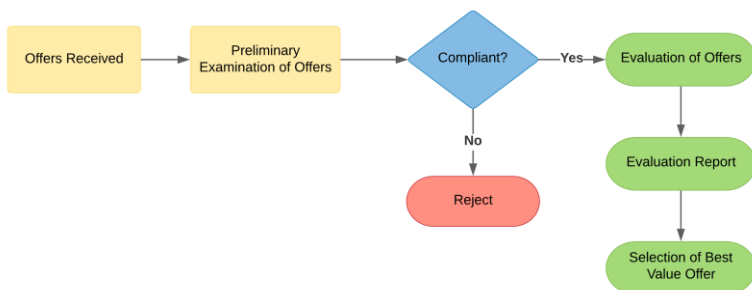 Offers Received
Preliminary
Examination of Offers
Compliant?
Yes
Evaluation of Offers
No
Evaluation Report
Reject
Selection of Best
Value Offer